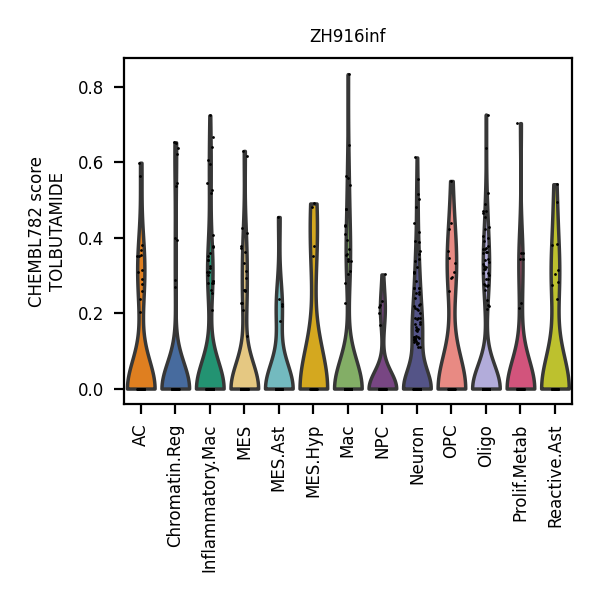 ZH916inf
CHEMBL782 score
TOLBUTAMIDE
0.8
0.6
0.4
0.2
0.0
AC
Chromatin.Reg
Inflammatory.Mac
MES
MES.Ast
MES.Hyp
Mac
NPC
Neuron
OPC
Oligo
Prolif.Metab
Reactive.Ast